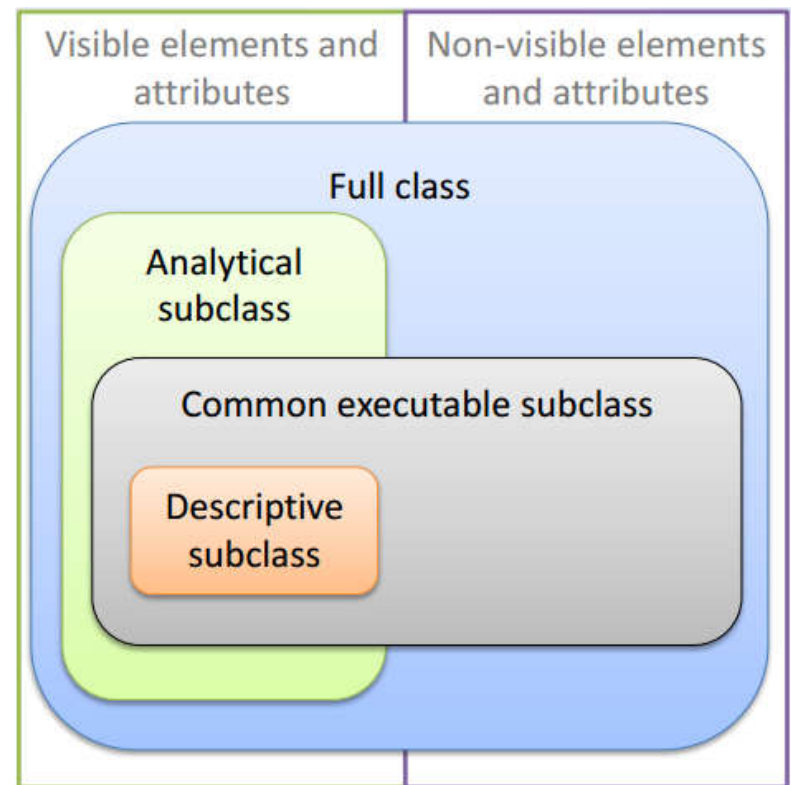 Visible elements and
attributes
Non-visible elements
and attributes
Full class
Analytical
subclass
Common executable subclass
Descriptive
subclass